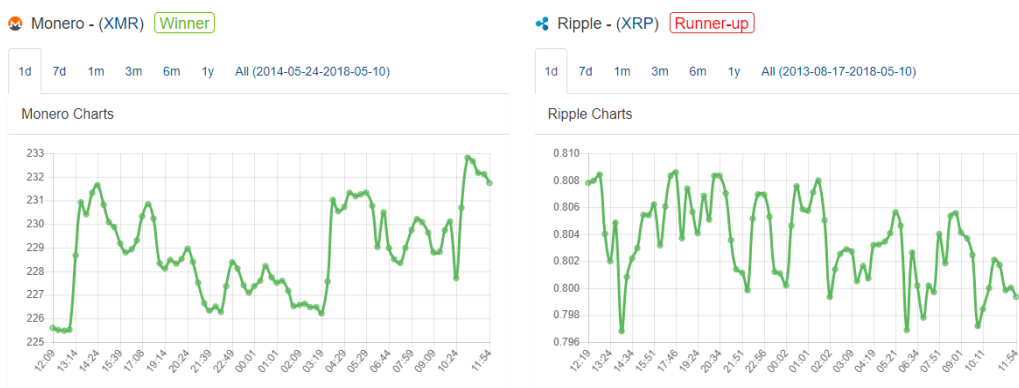 Monero - (XMR) Winner
1d 7d 1m 3m 6m 1y All (2014-05-24-2018-05-10)
Monero Charts
233
232
231
230
229
228
227
226
225
12:09 13:14 14:24 15:39 17:08 19:14 20:24 21:39 22:49 00:01 01:01 02:09 03:19 04:29 05:29 06:44 07:59 09:09 10:24 11:54
Ripple - (XRP) Runner-up
1d 7d 1m 3m 6m 1y All (2013-08-17-2018-05-10)
Ripple Charts
0.810
0.808
0.806
0.804
0.802
0.800
0.798
0.796
12:19 13:24 14:34 15:51 17:46 19:24 20:34 21:51 22:56 00:02 01:01 02:02 03:09 04:19 05:21 06:34 07:51 09:01 10:11 11:54